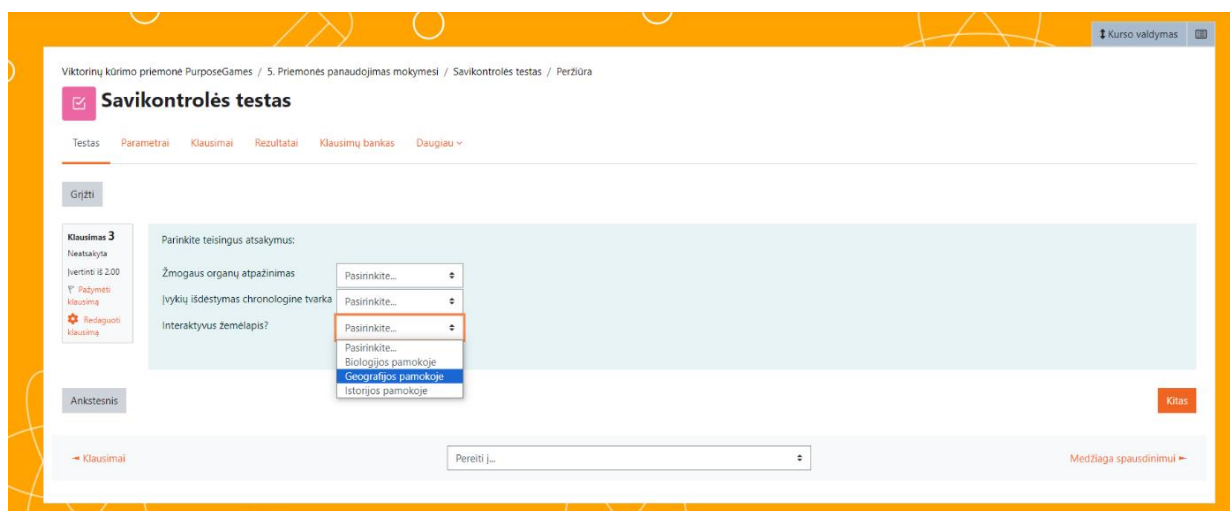 Kurso valdymas
Viktorinų kūrimo priemonė PurposeGames / 5. Priemonės panaudojimas mokymesi / Savikontrolės testas / Peržiūra
Savikontrolės testas
Testas Parametrai Klausimai Rezultatai Klausimų bankas Daugiau
Grįžti
Klausimas 3
Neatsakyta
Įvertinti iš 2.00
Pažymėti
klausimą
Redaguoti
klausimą
Parinkite teisingus atsakymus:
Žmogaus organų atpažinimas Pasirinkite...
Įvykių išdėstymas chronologine tvarka Pasirinkite...
Interaktyvus žemėlapis? Pasirinkite...
Pasirinkite...
Biologijos pamokoje
Geografijos pamokoje
Istorijos pamokoje
Ankstesnis Kitas
◄ Klausimai Pereiti į... Medžiaga spausdinimui ►